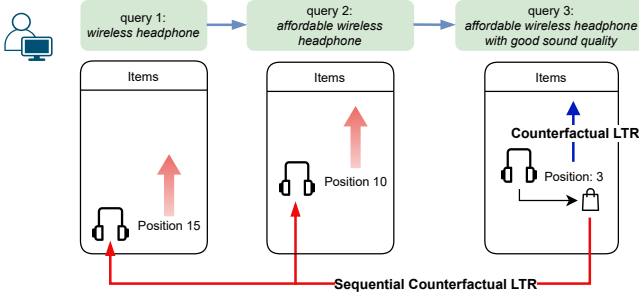 query 1:
wireless headphone
query 2:
affordable wireless
headphone
query 3:
affordable wireless headphone
with good sound quality
Items
Position 15
Items
Position 10
Items
Counterfactual LTR
Position: 3
Sequential Counterfactual LTR